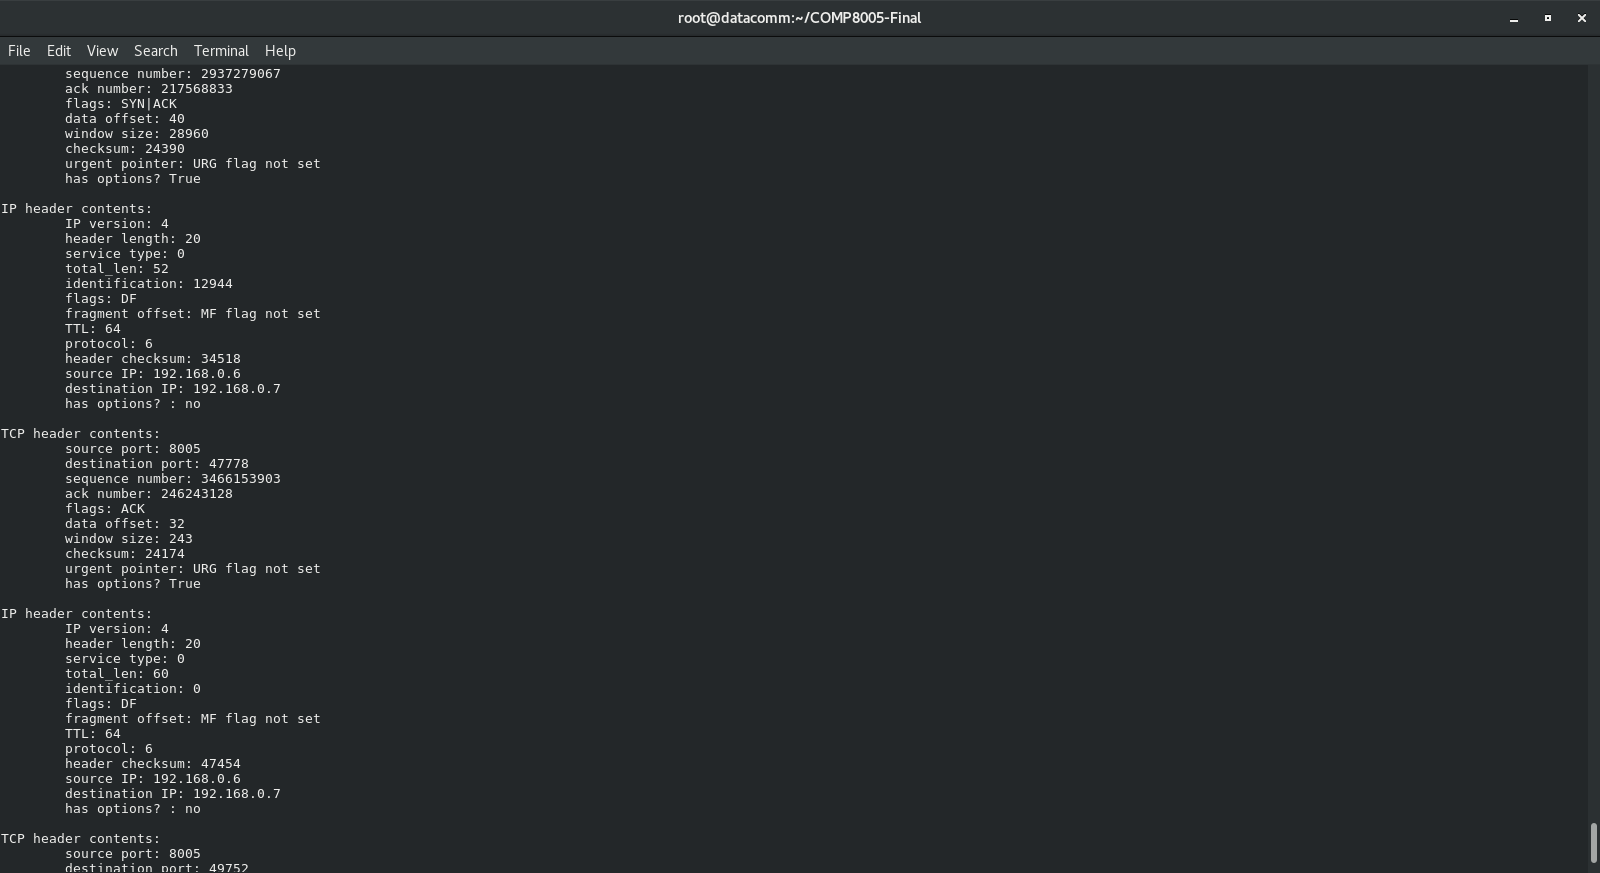 root@datacomm:~/COMP8005-Final
File Edit View Search Terminal Help
sequence number: 2937279067
ack number: 217568833
flags: SYN|ACK
data offset: 40
window size: 28960
checksum: 24390
urgent pointer: URG flag not set
has options? True
IP header contents:
IP version: 4
header length: 20
service type: 0
total_len: 52
identification: 12944
flags: DF
fragment offset: MF flag not set
TTL: 64
protocol: 6
header checksum: 34518
source IP: 192.168.0.6
destination IP: 192.168.0.7
has options? : no
TCP header contents:
source port: 8005
destination port: 47778
sequence number: 3466153903
ack number: 246243128
flags: ACK
data offset: 32
window size: 243
checksum: 24174
urgent pointer: URG flag not set
has options? True
IP header contents:
IP version: 4
header length: 20
service type: 0
total_len: 60
identification: 0
flags: DF
fragment offset: MF flag not set
TTL: 64
protocol: 6
header checksum: 47454
source IP: 192.168.0.6
destination IP: 192.168.0.7
has options? : no
TCP header contents:
source port: 8005
destination port: 49752